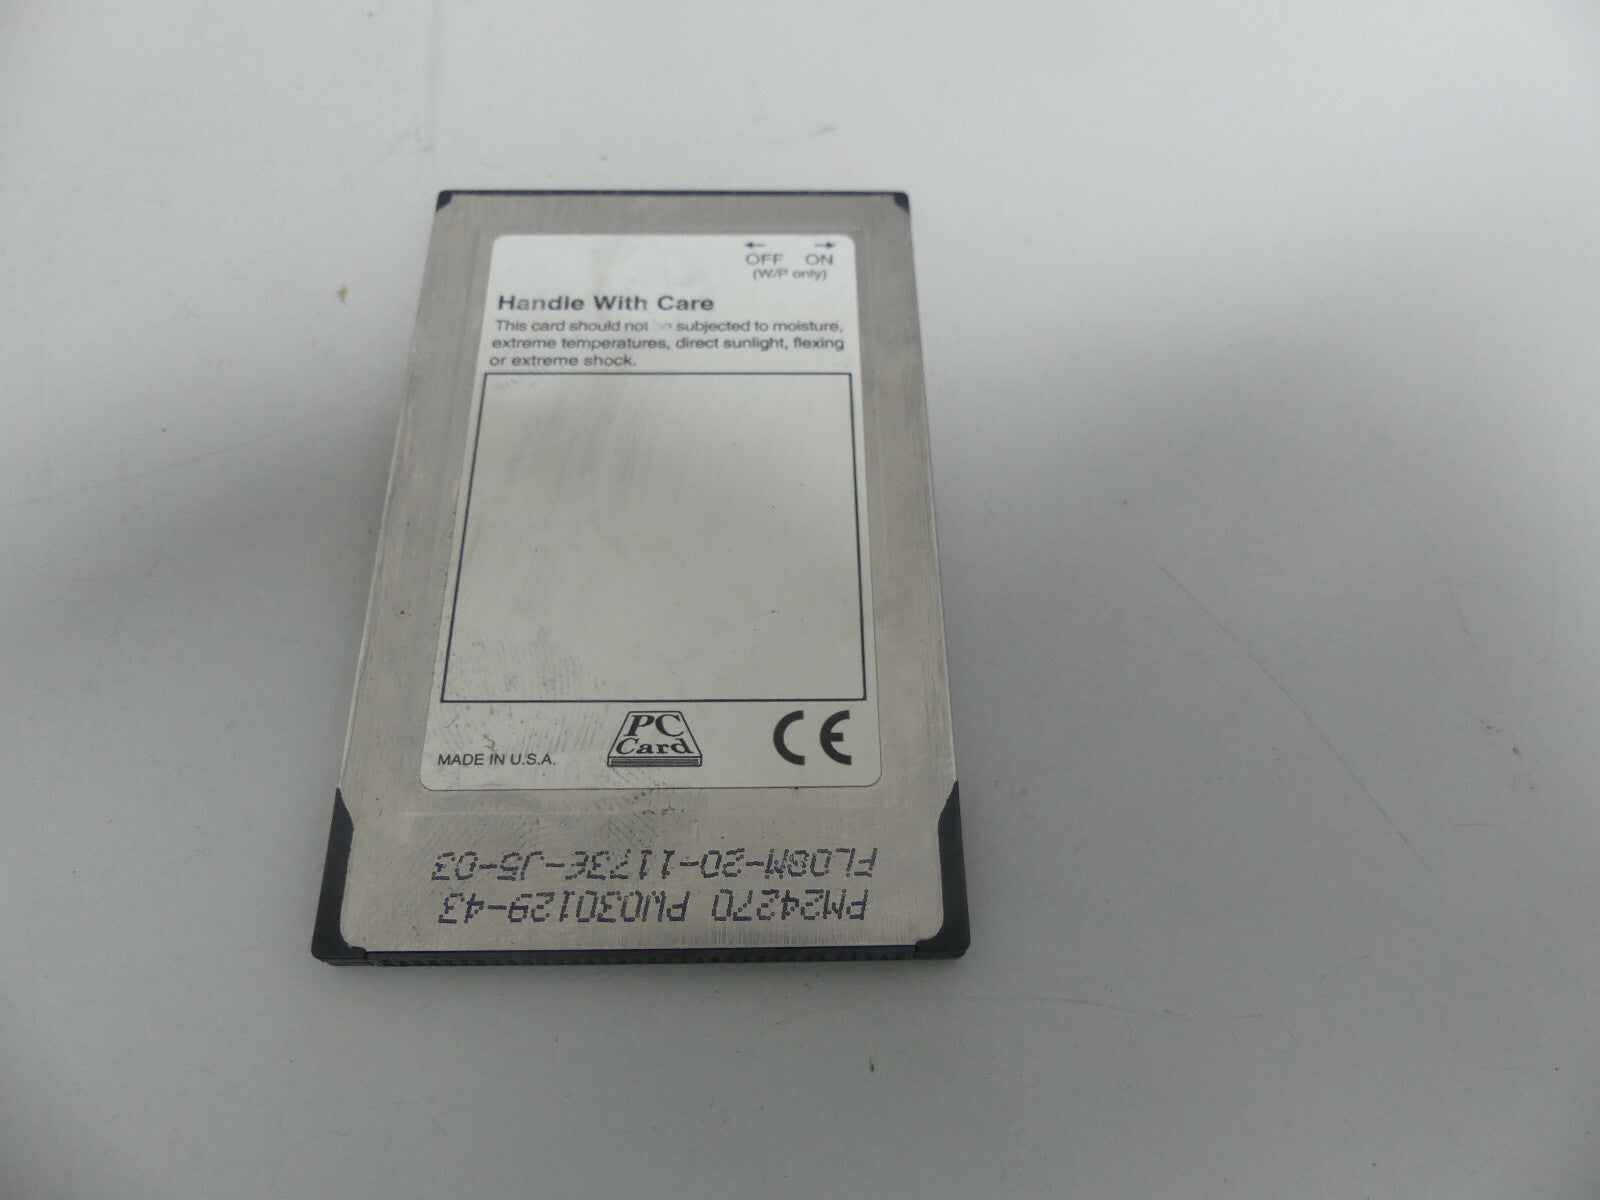 OFF ON
(W/P only)
Handle With Care
This card should not be subjected to moisture,
extreme temperatures, direct sunlight, flexing
or extreme shock.
PC
Card
MADE IN U.S.A.
CE
PM24270 PW030129-43
FL08M-20-11736-J5-03